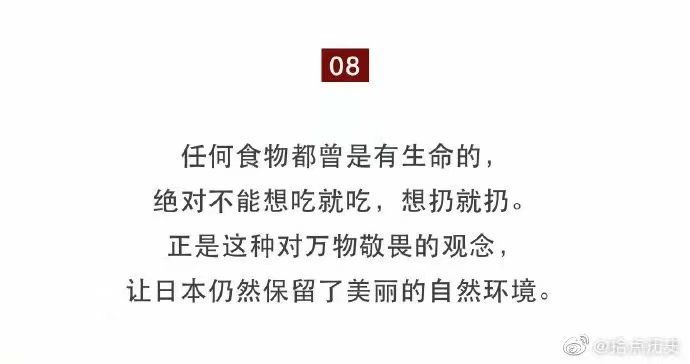 08
任何食物都曾是有生命的，
绝对不能想吃就吃，想扔就扔。
正是这种对万物敬畏的观念，
让日本仍然保留了美丽的自然环境。
@拾点历史